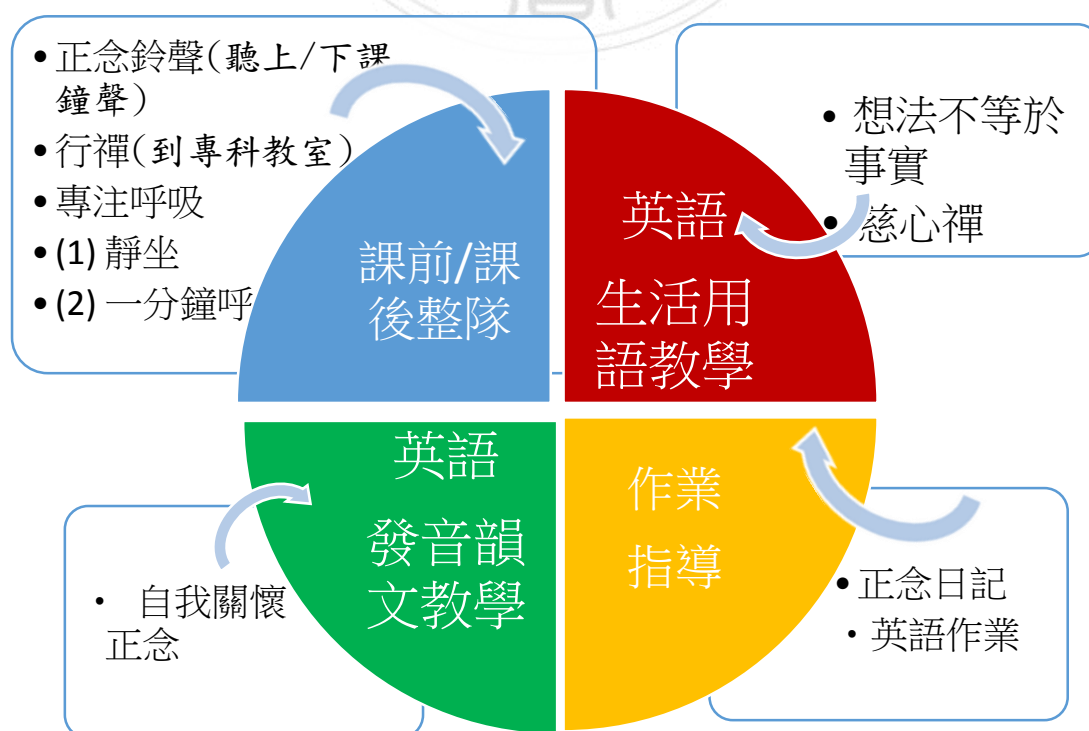 • 正念鈴聲(聽上/下課
鐘聲)
• 行禪(到專科教室)
• 專注呼吸
• (1) 靜坐
• (2) 一分鐘呼
課前/課
後整隊
• 想法不等於
事實
• 慈心禪
英語
生活用
語教學
英語
發音韻
文教學
• 自我關懷
正念
作業
指導
• 正念日記
• 英語作業